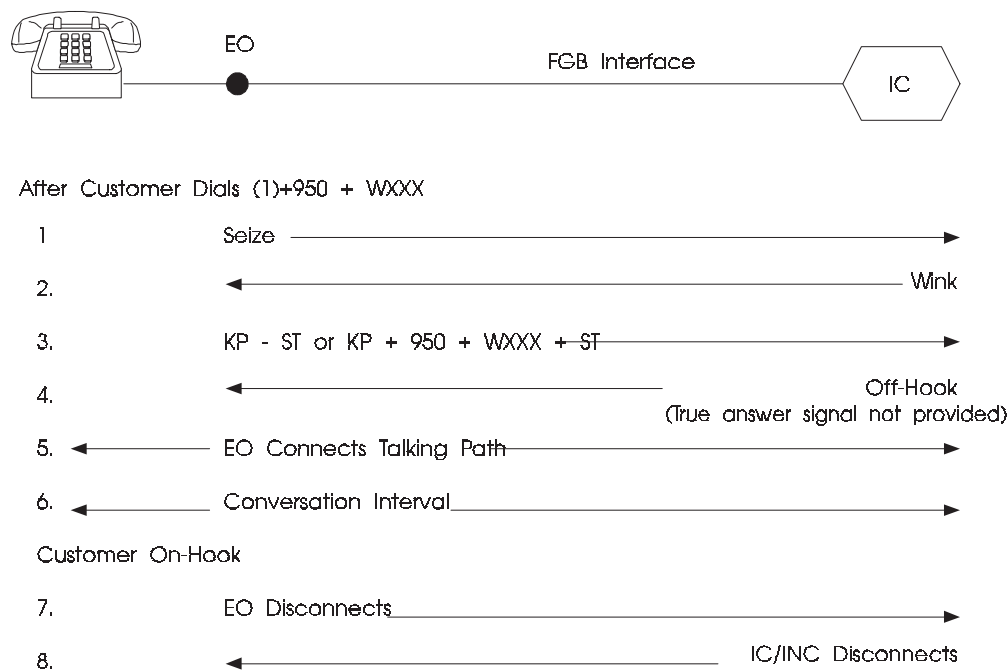 EO
FGB Interface
IC
After Customer Dials (1)+950 + WXXX
1 Seize
2. Wink
3. KP - ST or KP + 950 + WXXX + ST
4. Off-Hook
(True answer signal not provided)
5. EO Connects Talking Path
6. Conversation Interval
Customer On-Hook
7. EO Disconnects
8. IC/INC Disconnects